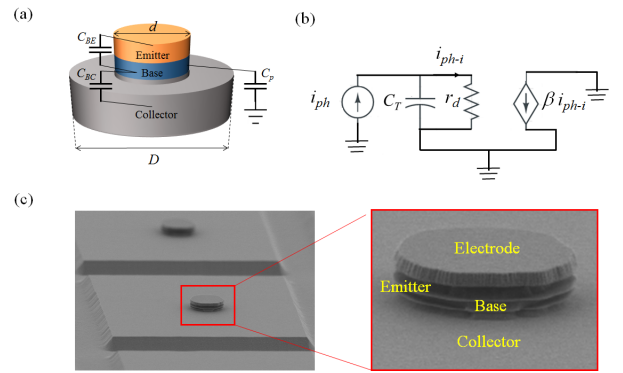 (a)
d
C_BE
Emitter
Base
C_BC
C_p
Collector
D
(b)
i_ph-i
i_ph
C_T
r_d
β i_ph-i
(c)
Electrode
Emitter
Base
Collector